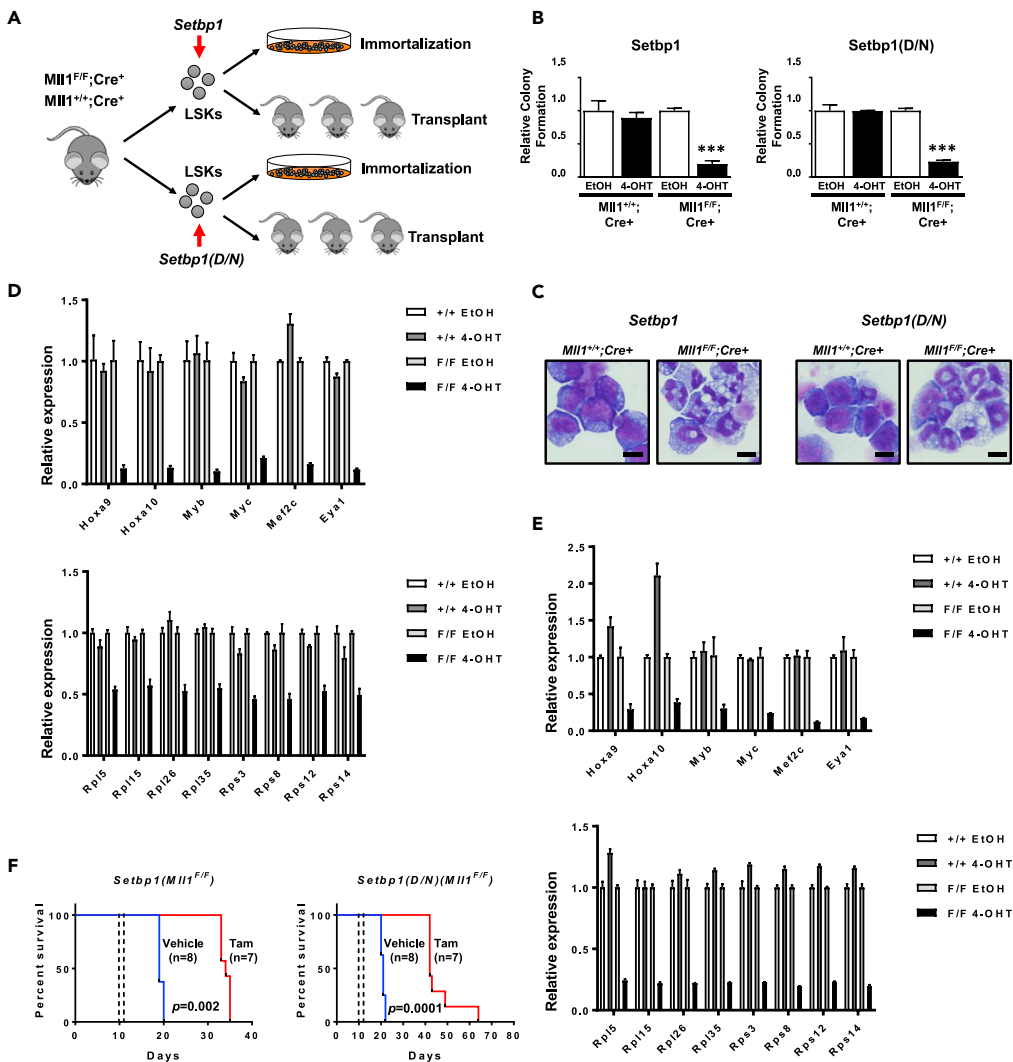 A
Setbp1
Mll1F/F;Cre+
Mll1+/+;Cre+
LSKs
Immortalization
Transplant
LSKs
Immortalization
Transplant
Setbp1(D/N)
B
Setbp1
Relative Colony
Formation
1.0
0.5
0.0
***
EtOH 4-OHT EtOH 4-OHT
Mll1+/+;
Cre+
Mll1F/F;
Cre+
Setbp1(D/N)
Relative Colony
Formation
1.0
0.5
0.0
***
EtOH 4-OHT EtOH 4-OHT
Mll1+/+;
Cre+
Mll1F/F;
Cre+
D
Relative expression
1.5
1.0
0.5
0.0
Hoxa9 Hoxa10 Myb Myc Mef2c Eya1
+/+ EtOH
+/+ 4-OHT
F/F EtOH
F/F 4-OHT
Relative expression
1.5
1.0
0.5
0.0
Rpl5 Rpl15 Rpl26 Rpl35 Rps3 Rps8 Rps12 Rps14
+/+ EtOH
+/+ 4-OHT
F/F EtOH
F/F 4-OHT
C
Setbp1
Setbp1(D/N)
Mll1+/+;Cre+ Mll1F/F;Cre+
Mll1+/+;Cre+ Mll1F/F;Cre+
E
Relative expression
2.5
2.0
1.5
1.0
0.5
0.0
Hoxa9 Hoxa10 Myb Myc Mef2c Eya1
+/+ EtOH
+/+ 4-OHT
F/F EtOH
F/F 4-OHT
Relative expression
1.5
1.0
0.5
0.0
Rpl5 Rpl15 Rpl26 Rpl35 Rps3 Rps8 Rps12 Rps14
+/+ EtOH
+/+ 4-OHT
F/F EtOH
F/F 4-OHT
F
Setbp1(Mll1F/F)
Percent survival
100
50
0
Vehicle
(n=8)
Tam
(n=7)
p=0.002
0 10 20 30 40
Days
Setbp1(D/N)(Mll1F/F)
Percent survival
100
50
0
Vehicle
(n=8)
Tam
(n=7)
p=0.0001
0 10 20 30 40 50 60 70 80
Days